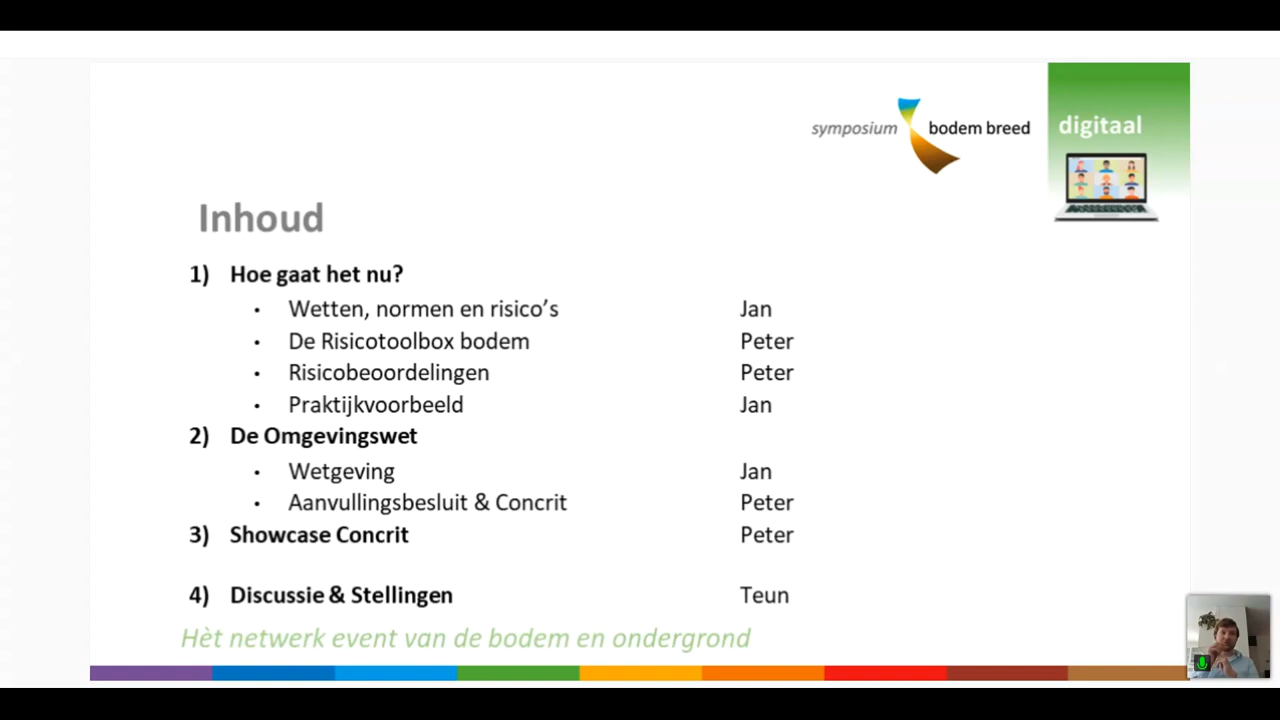 symposium bodem breed digitaal
Inhoud
1) Hoe gaat het nu?
• Wetten, normen en risico's Jan
• De Risicotoolbox bodem Peter
• Risicobeoordelingen Peter
• Praktijkvoorbeeld Jan
2) De Omgevingswet
• Wetgeving Jan
• Aanvullingsbesluit & Concrit Peter
3) Showcase Concrit Peter
4) Discussie & Stellingen Teun
Hèt netwerk event van de bodem en ondergrond